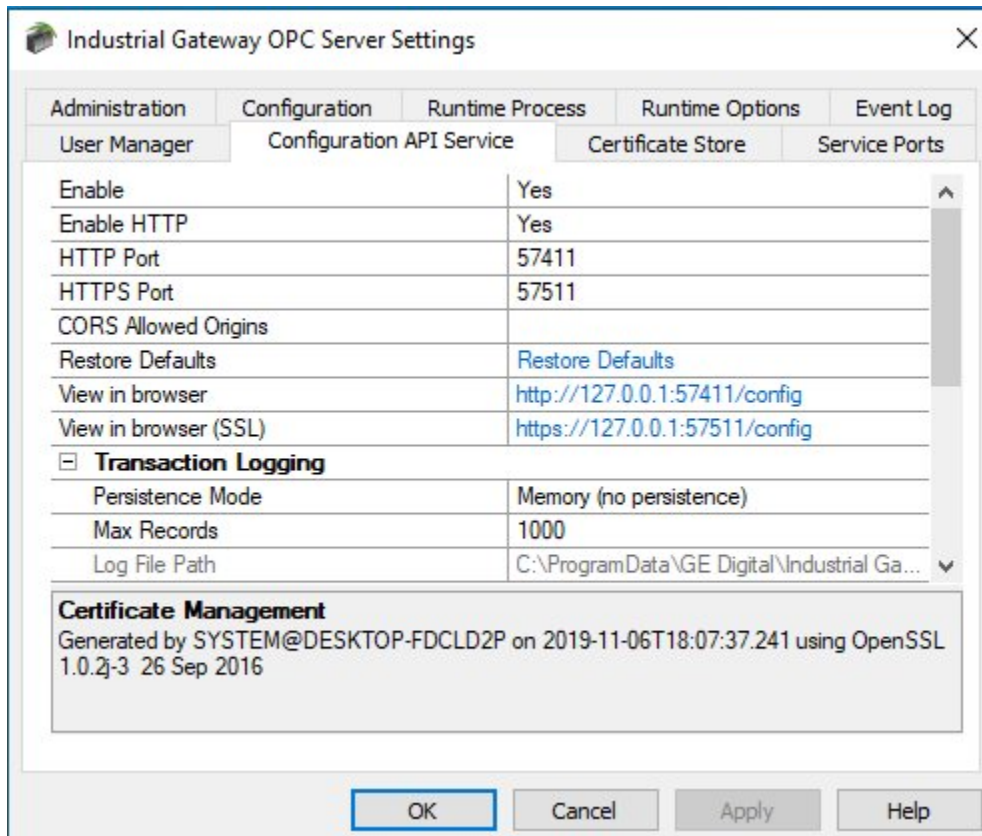 Industrial Gateway OPC Server Settings
Administration Configuration Runtime Process Runtime Options Event Log
User Manager Configuration API Service Certificate Store Service Ports
Enable Yes
Enable HTTP Yes
HTTP Port 57411
HTTPS Port 57511
CORS Allowed Origins
Restore Defaults Restore Defaults
View in browser http://127.0.0.1:57411/config
View in browser (SSL) https://127.0.0.1:57511/config
Transaction Logging
Persistence Mode Memory (no persistence)
Max Records 1000
Log File Path C:\ProgramData\GE Digital\Industrial Ga...
Certificate Management
Generated by SYSTEM@DESKTOP-FDCLD2P on 2019-11-06T18:07:37.241 using OpenSSL
1.0.2j-3 26 Sep 2016
OK Cancel Apply Help